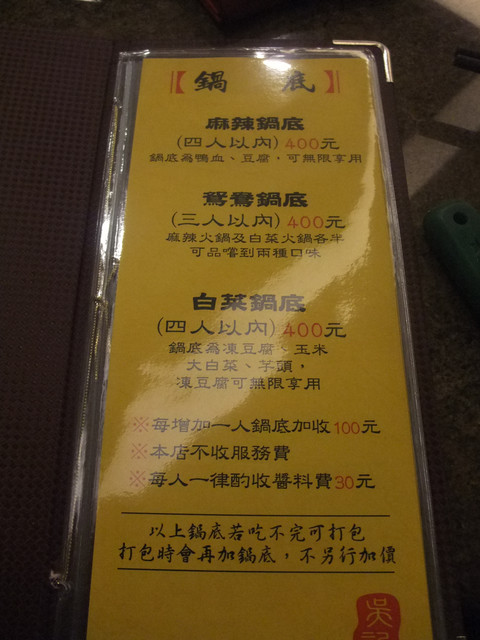 【鍋 底】
麻辣鍋底
(四人以內)400元
鍋底為鴨血、豆腐,可無限享用
鴛鴦鍋底
(三人以內)400元
麻辣火鍋及白菜火鍋各半
可品嚐到兩種口味
白菜鍋底
(四人以內)400元
鍋底為凍豆腐、玉米
大白菜、芋頭,
凍豆腐可無限享用
※每增加一人鍋底加收100元
※本店不收服務費
※每人一律酌收醬料費30元
以上鍋底若吃不完可打包
打包時會再加鍋底,不另行加價
吳